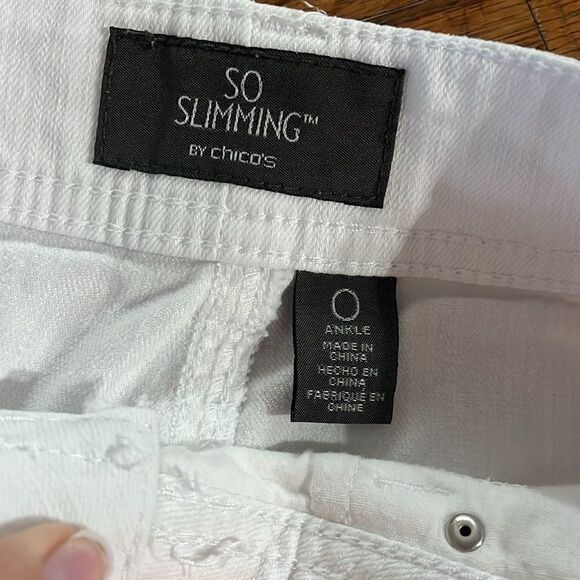 SO
SLIMMING™
BY chico's
0
ANKLE
MADE IN
CHINA
HECHO EN
CHINA
FABRIQUÉ EN
CHINE